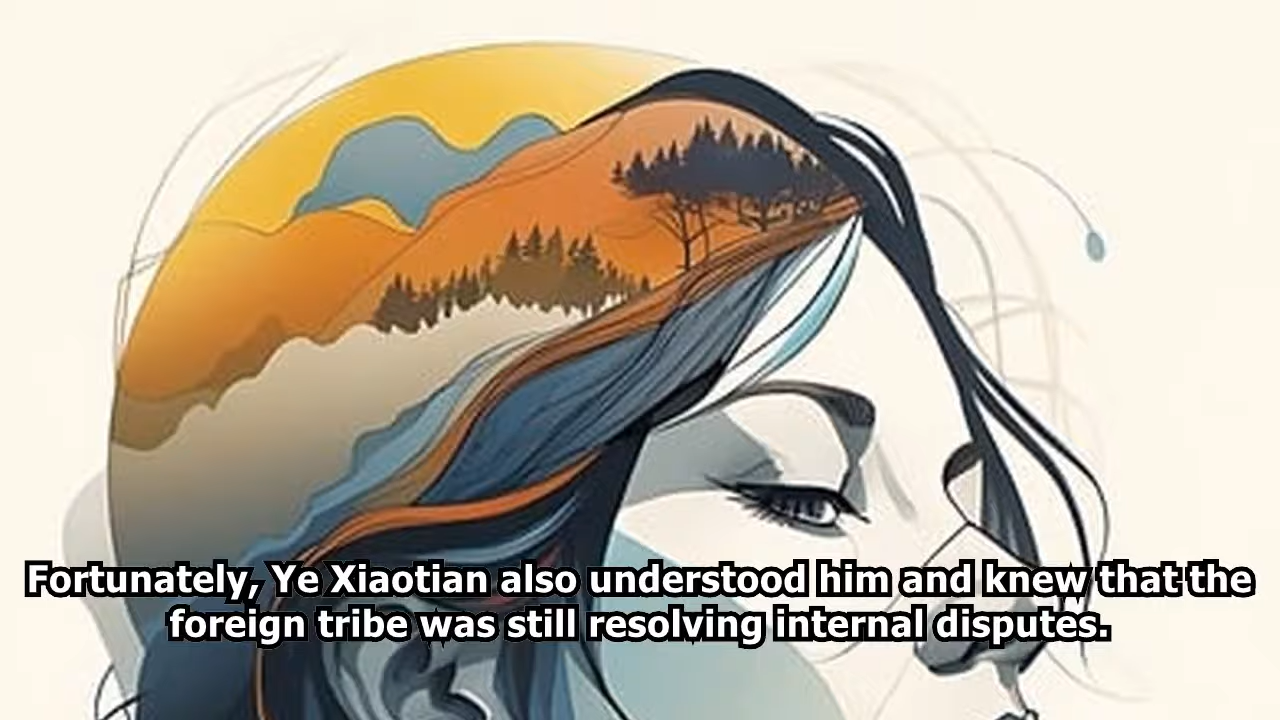 Fortunately, Ye Xiaotian also understood him and knew that the
foreign tribe was still resolving internal disputes.